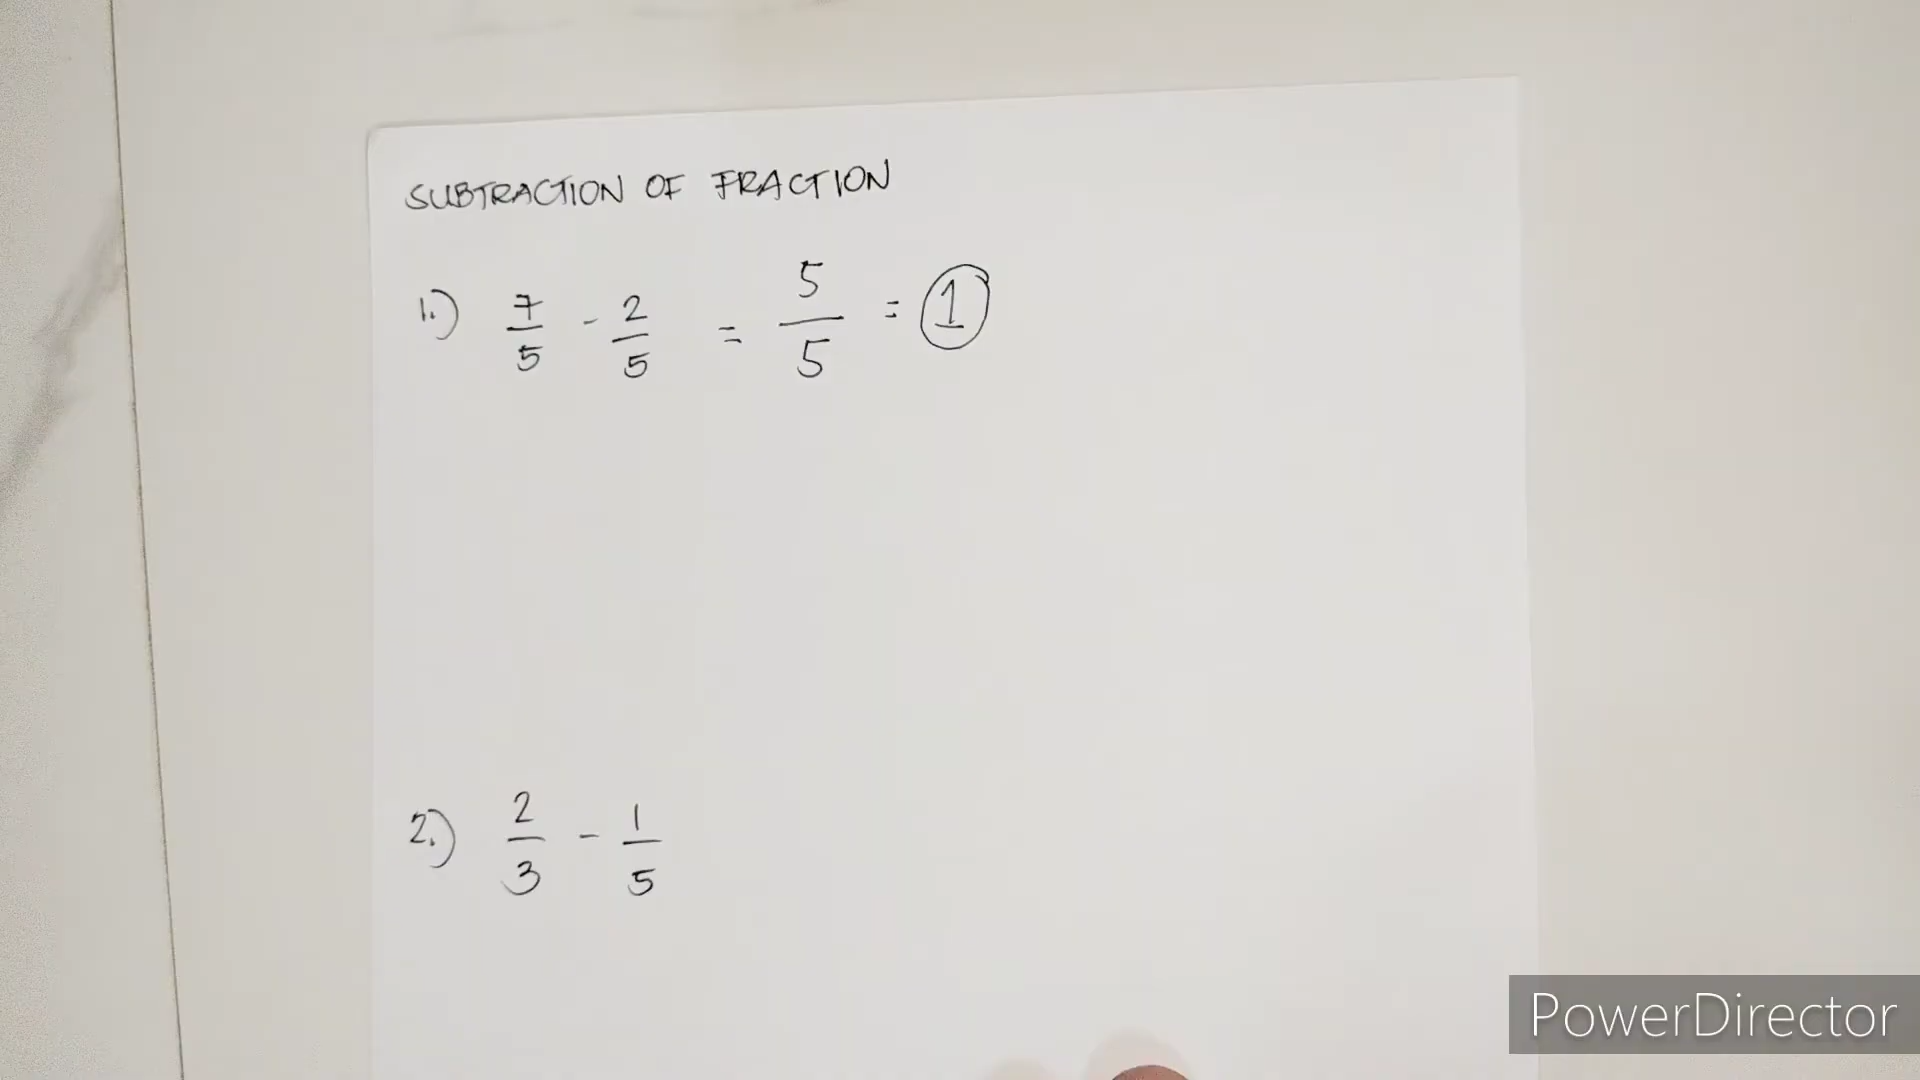 SUBTRACTION OF FRACTION
1.) 7/5 - 2/5 = 5/5 = 1
2.) 2/3 - 1/5
PowerDirector